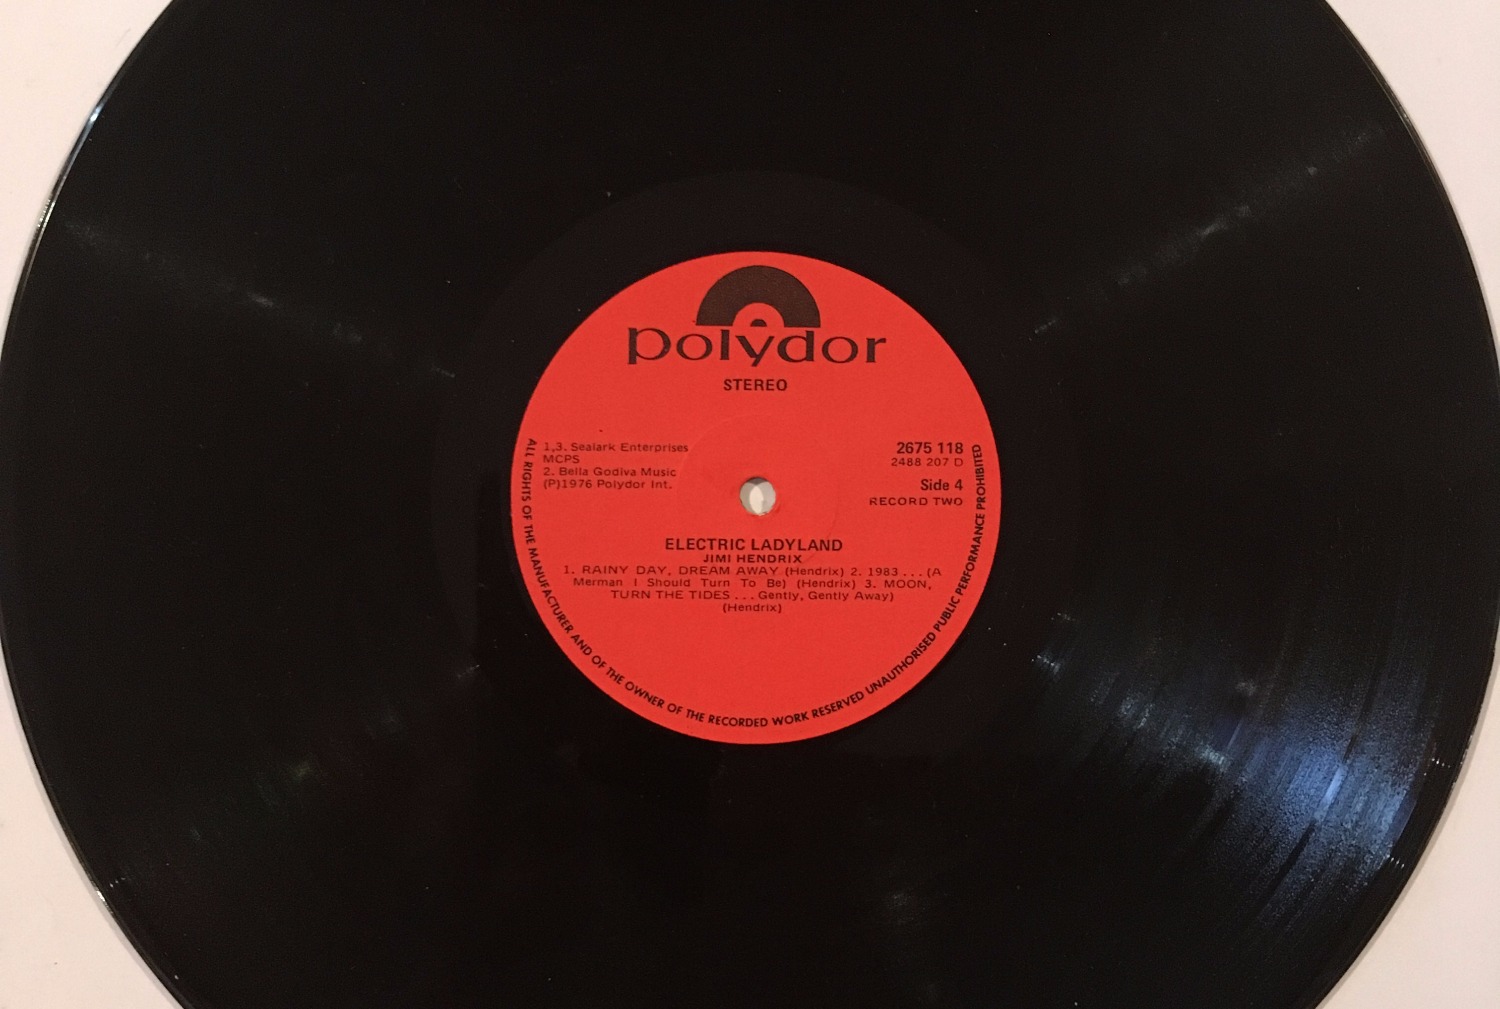 polydor
STEREO
1,3. Sealark Enterprises
MCPS
2. Bella Godiva Music
(P)1976 Polydor Int.
2675 118
2488 207 D
Side 4
RECORD TWO
ELECTRIC LADYLAND
JIMI HENDRIX
1. RAINY DAY, DREAM AWAY (Hendrix) 2. 1983 . . . (A
Merman I Should Turn To Be) (Hendrix) 3. MOON,
TURN THE TIDES . . . Gently, Gently Away)
(Hendrix)
ALL RIGHTS OF THE MANUFACTURER AND OF THE OWNER OF THE RECORDED WORK RESERVED UNAUTHORISED PUBLIC PERFORMANCE PROHIBITED